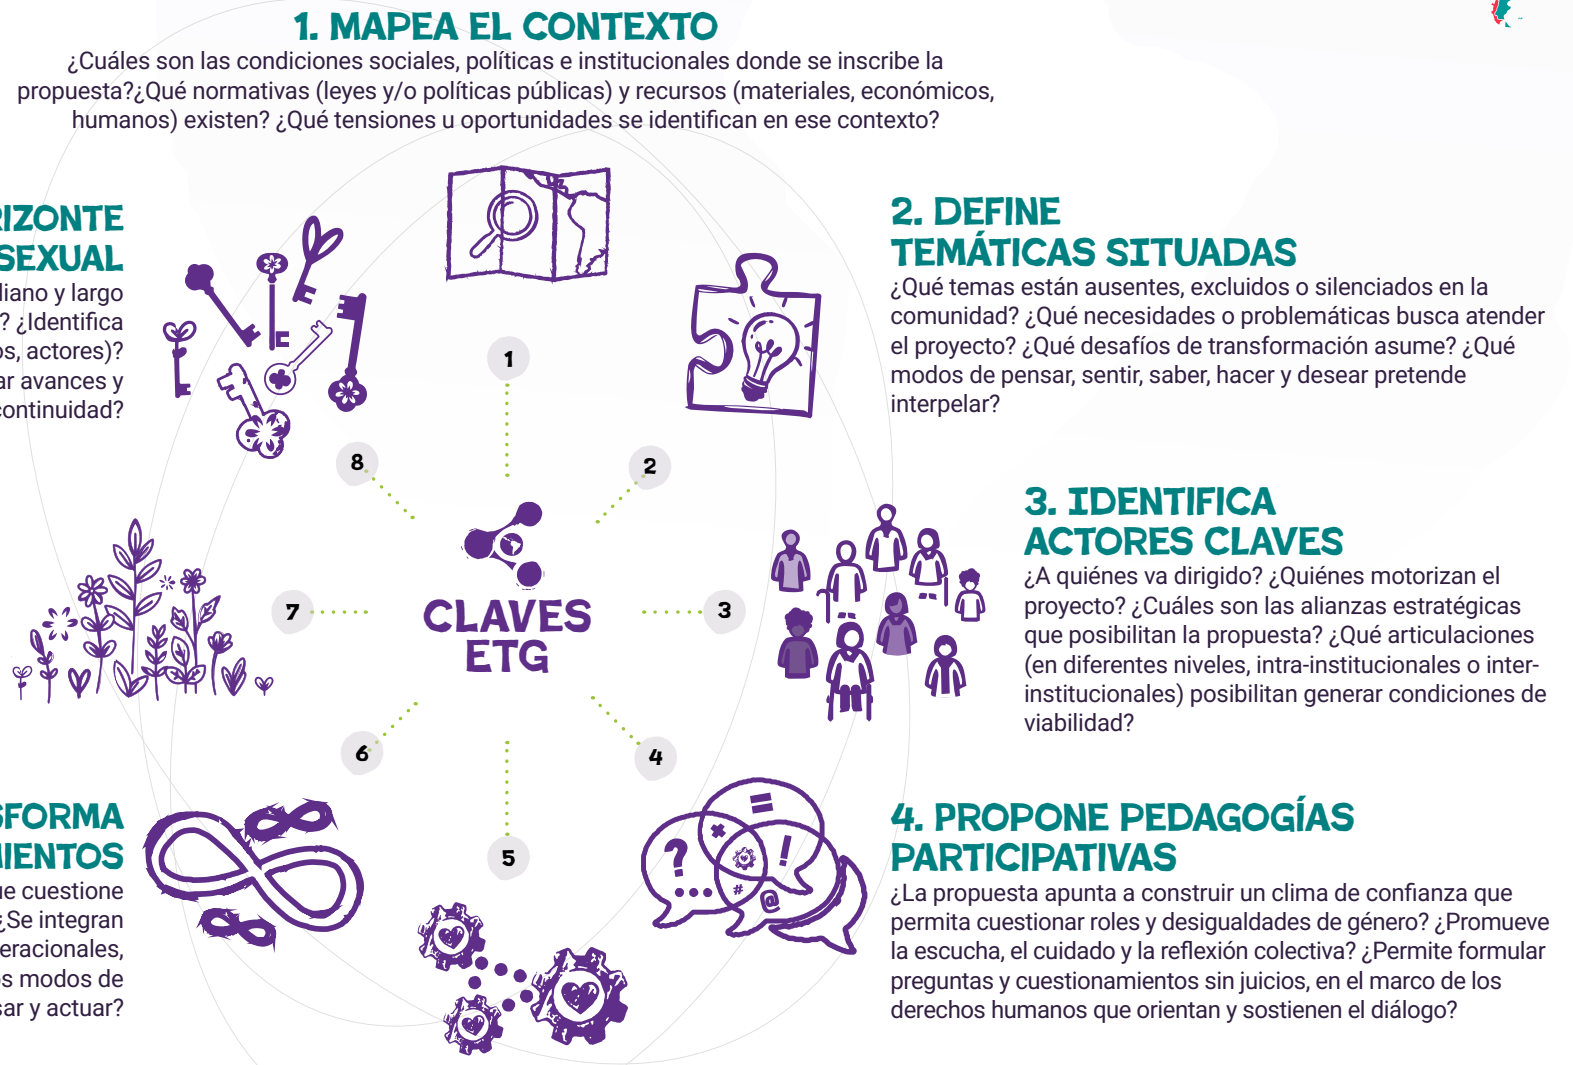 1. MAPEA EL CONTEXTO
¿Cuáles son las condiciones sociales, políticas e institucionales donde se inscribe la
propuesta?¿Qué normativas (leyes y/o políticas públicas) y recursos (materiales, económicos,
humanos) existen? ¿Qué tensiones u oportunidades se identifican en ese contexto?
2. DEFINE
TEMÁTICAS SITUADAS
¿Qué temas están ausentes, excluidos o silenciados en la
comunidad? ¿Qué necesidades o problemáticas busca atender
el proyecto? ¿Qué desafíos de transformación asume? ¿Qué
modos de pensar, sentir, saber, hacer y desear pretende
interpelar?
3. IDENTIFICA
ACTORES CLAVES
¿A quiénes va dirigido? ¿Quiénes motorizan el
proyecto? ¿Cuáles son las alianzas estratégicas
que posibilitan la propuesta? ¿Qué articulaciones
(en diferentes niveles, intra-institucionales o inter-
institucionales) posibilitan generar condiciones de
viabilidad?
4. PROPONE PEDAGOGÍAS
PARTICIPATIVAS
¿La propuesta apunta a construir un clima de confianza que
permita cuestionar roles y desigualdades de género? ¿Promueve
la escucha, el cuidado y la reflexión colectiva? ¿Permite formular
preguntas y cuestionamientos sin juicios, en el marco de los
derechos humanos que orientan y sostienen el diálogo?
SEXUAL
y largo
? ¿Identifica
actores)?
avances y
continuidad?
cuestione
¿Se integran
modos de
y actuar?
CLAVES
ETG
1
2
3
4
5
6
7
8
=
?
!
...
#
@